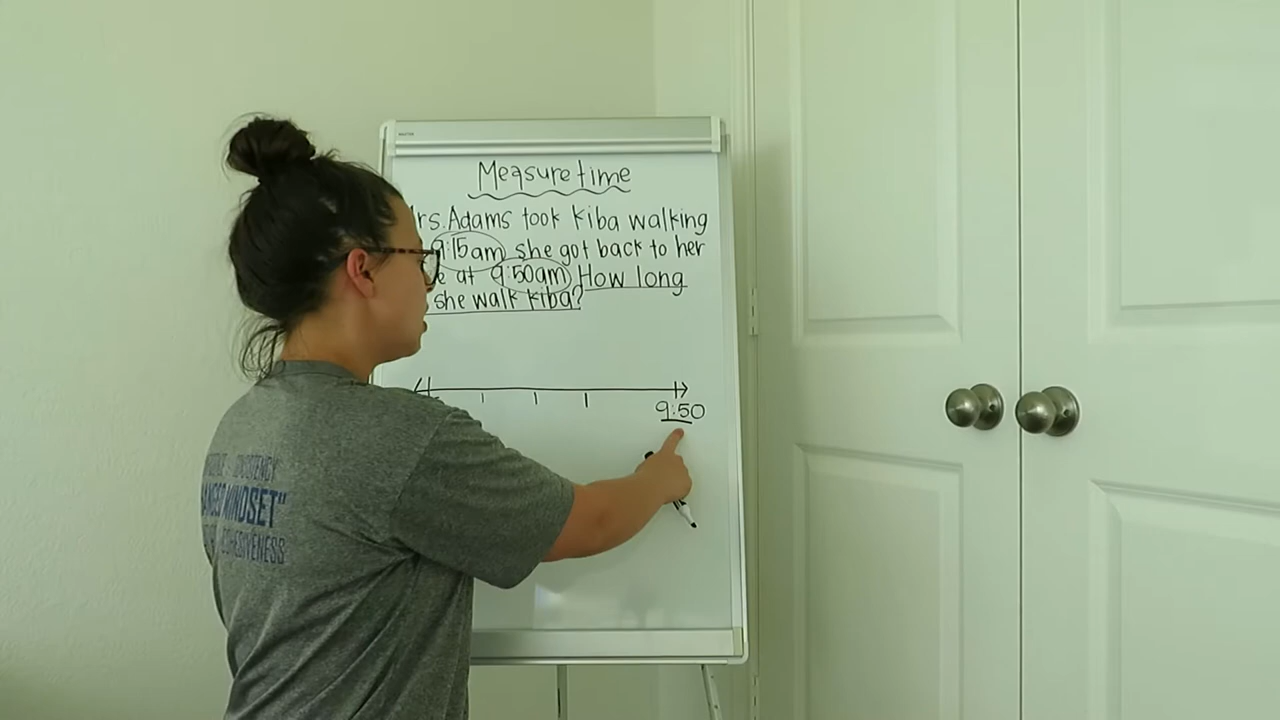 Measure time
Mrs. Adams took Kiba walking
9:15am she got back to her
at 9:50am How long
she walk kiba?
9:50
MINDSET"